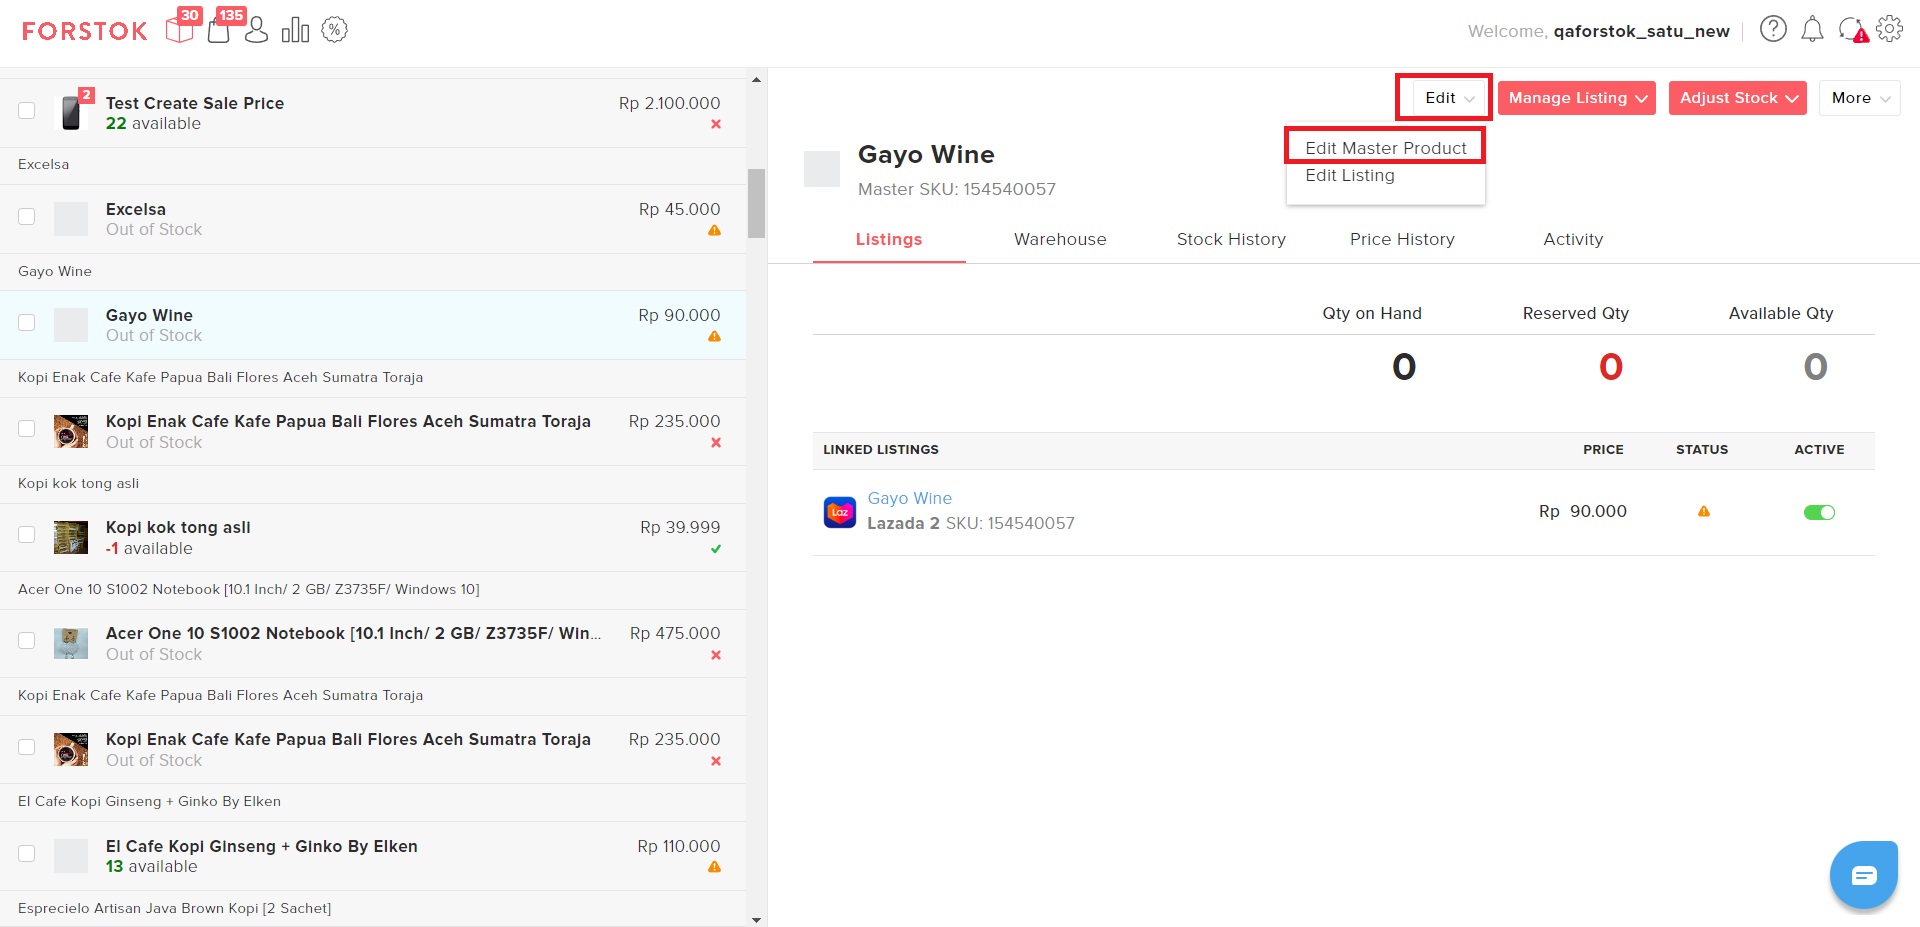 FORSTOK
30
135
Welcome, qaforstok_satu_new
2
Test Create Sale Price
Rp 2.100.000
22 available
Excelsa
Excelsa
Rp 45.000
Out of Stock
Gayo Wine
Gayo Wine
Rp 90.000
Out of Stock
Kopi Enak Cafe Kafe Papua Bali Flores Aceh Sumatra Toraja
Kopi Enak Cafe Kafe Papua Bali Flores Aceh Sumatra Toraja
Rp 235.000
Out of Stock
Kopi kok tong asli
Kopi kok tong asli
Rp 39.999
-1 available
Acer One 10 S1002 Notebook [10.1 Inch/ 2 GB/ Z3735F/ Windows 10]
Acer One 10 S1002 Notebook [10.1 Inch/ 2 GB/ Z3735F/ Win...
Rp 475.000
Out of Stock
Kopi Enak Cafe Kafe Papua Bali Flores Aceh Sumatra Toraja
Kopi Enak Cafe Kafe Papua Bali Flores Aceh Sumatra Toraja
Rp 235.000
Out of Stock
El Cafe Kopi Ginseng + Ginko By Elken
El Cafe Kopi Ginseng + Ginko By Elken
Rp 110.000
13 available
Esprecielo Artisan Java Brown Kopi [2 Sachet]
Edit
Manage Listing
Adjust Stock
More
Edit Master Product
Edit Listing
Gayo Wine
Master SKU: 154540057
Listings
Warehouse
Stock History
Price History
Activity
Qty on Hand
Reserved Qty
Available Qty
0
0
0
LINKED LISTINGS
PRICE
STATUS
ACTIVE
Laz
Gayo Wine
Lazada 2 SKU: 154540057
Rp 90.000